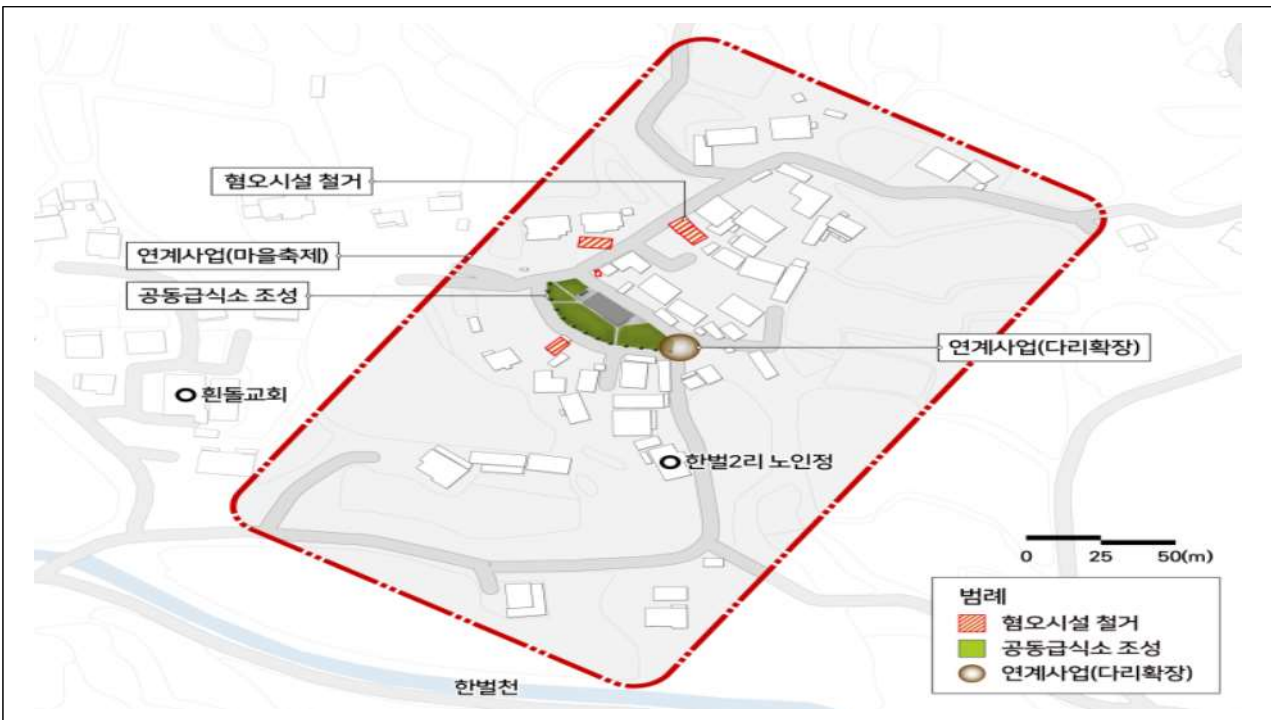 혐오시설 철거
연계사업(마을축제)
공동급식소 조성
연계사업(다리확장)
흰돌교회
한벌2리 노인정
0 25 50(m)
범례
혐오시설 철거
공동급식소 조성
연계사업(다리확장)
한벌천